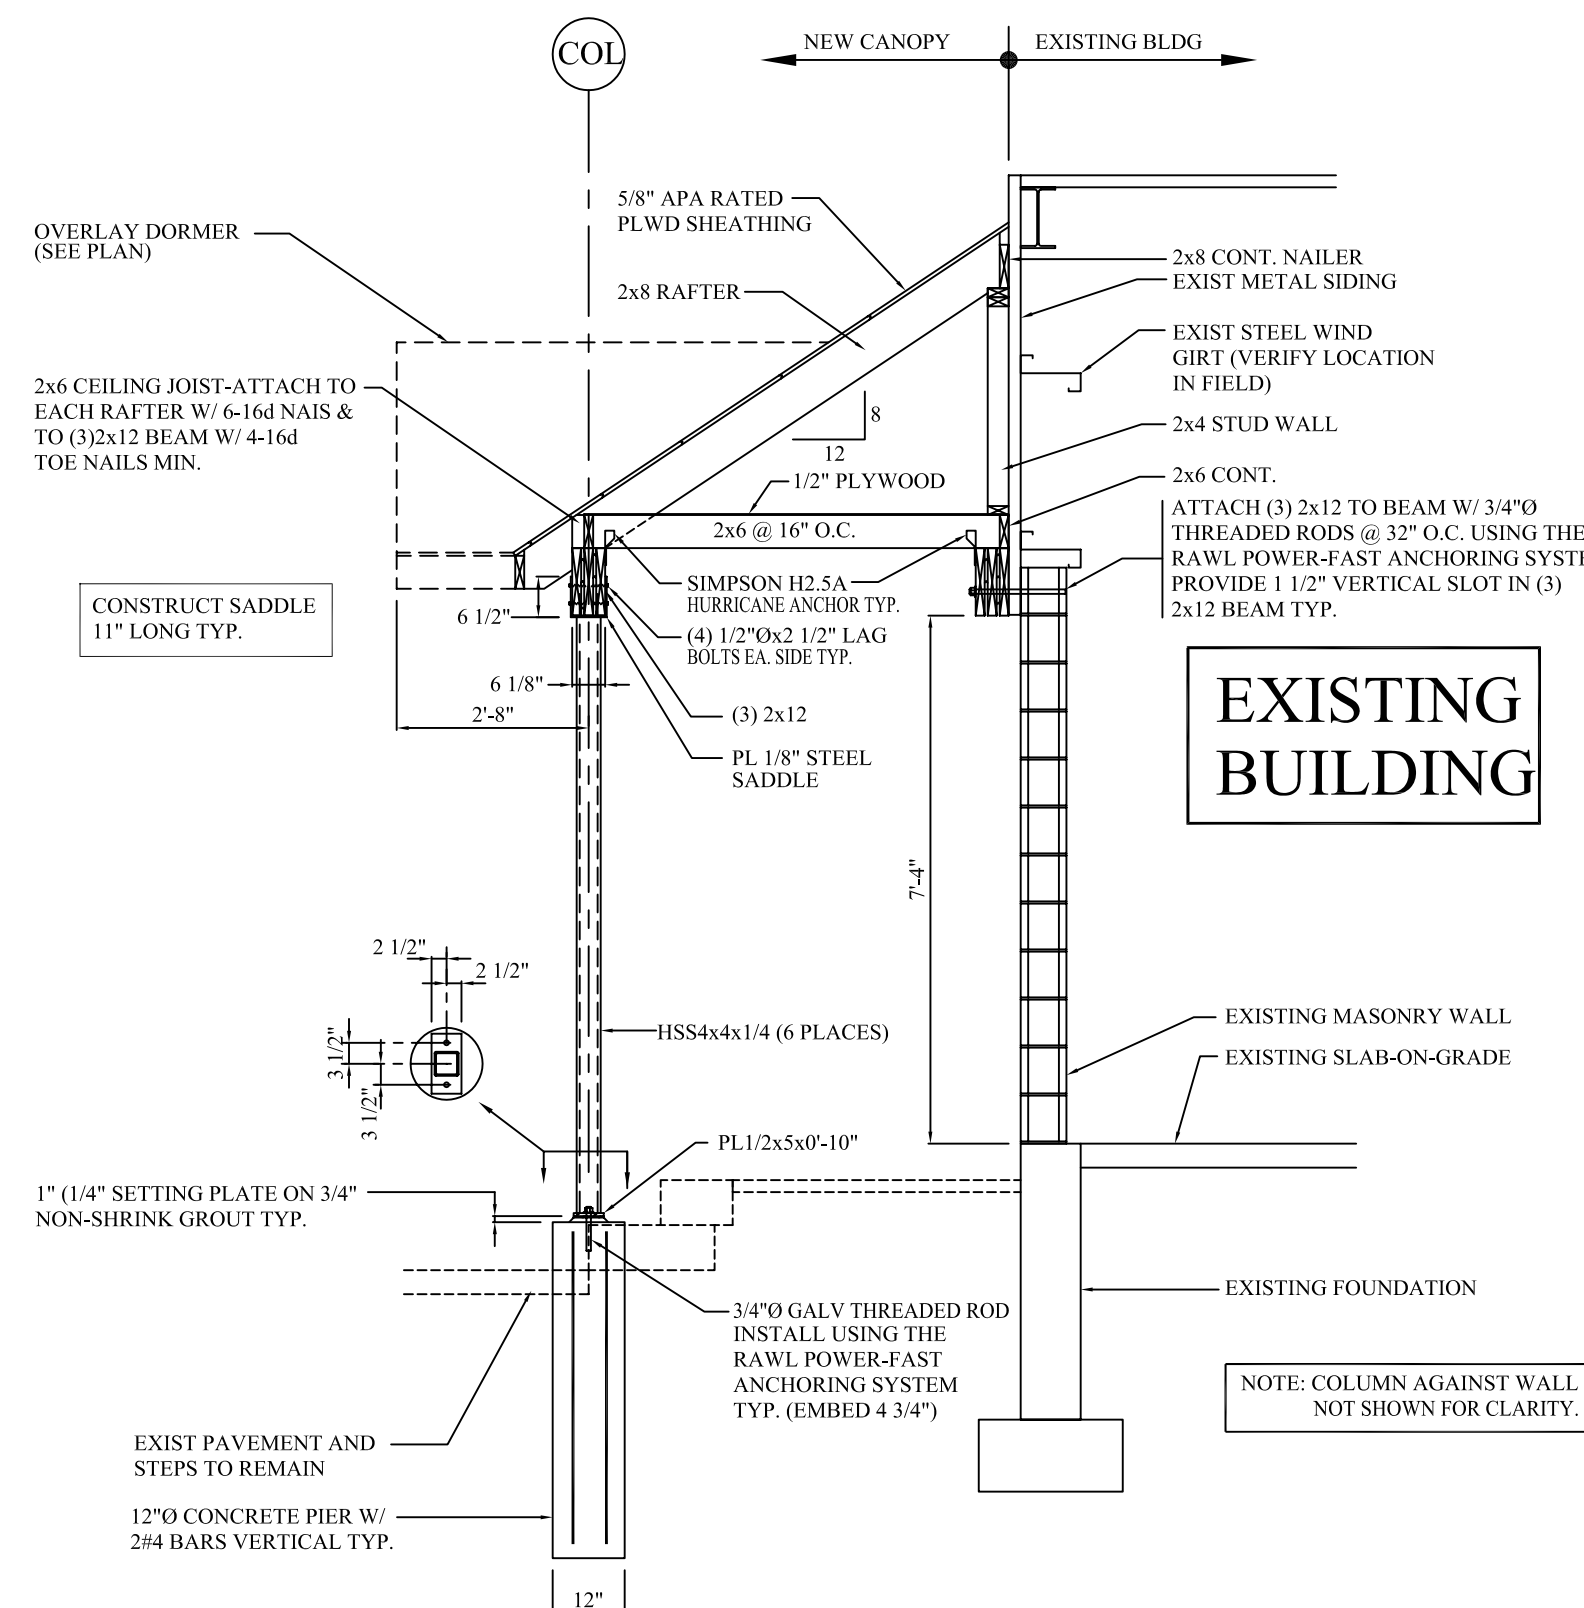 COL
NEW CANOPY
EXISTING BLDG
5/8" APA RATED
PLWD SHEATHING
OVERLAY DORMER
(SEE PLAN)
2x8 CONT. NAILER
EXIST METAL SIDING
2x8 RAFTER
EXIST STEEL WIND
GIRT (VERIFY LOCATION
IN FIELD)
2x6 CEILING JOIST-ATTACH TO
EACH RAFTER W/ 6-16d NAIS &
TO (3)2x12 BEAM W/ 4-16d
TOE NAILS MIN.
8
12
2x4 STUD WALL
1/2" PLYWOOD
2x6 CONT.
2x6 @ 16" O.C.
ATTACH (3) 2x12 TO BEAM W/ 3/4"Ø
THREADED RODS @ 32" O.C. USING THE
RAWL POWER-FAST ANCHORING SYSTE
PROVIDE 1 1/2" VERTICAL SLOT IN (3)
2x12 BEAM TYP.
CONSTRUCT SADDLE
11" LONG TYP.
6 1/2"
SIMPSON H2.5A
HURRICANE ANCHOR TYP.
(4) 1/2"Øx2 1/2" LAG
BOLTS EA. SIDE TYP.
6 1/8"
2'-8"
(3) 2x12
PL 1/8" STEEL
SADDLE
EXISTING
BUILDING
7'-4"
2 1/2"
2 1/2"
3 1/2"
3 1/2"
HSS4x4x1/4 (6 PLACES)
EXISTING MASONRY WALL
EXISTING SLAB-ON-GRADE
PL1/2x5x0'-10"
1" (1/4" SETTING PLATE ON 3/4"
NON-SHRINK GROUT TYP.
3/4"Ø GALV THREADED ROD
INSTALL USING THE
RAWL POWER-FAST
ANCHORING SYSTEM
TYP. (EMBED 4 3/4")
EXISTING FOUNDATION
NOTE: COLUMN AGAINST WALL
NOT SHOWN FOR CLARITY.
EXIST PAVEMENT AND
STEPS TO REMAIN
12"Ø CONCRETE PIER W/
2#4 BARS VERTICAL TYP.
12"